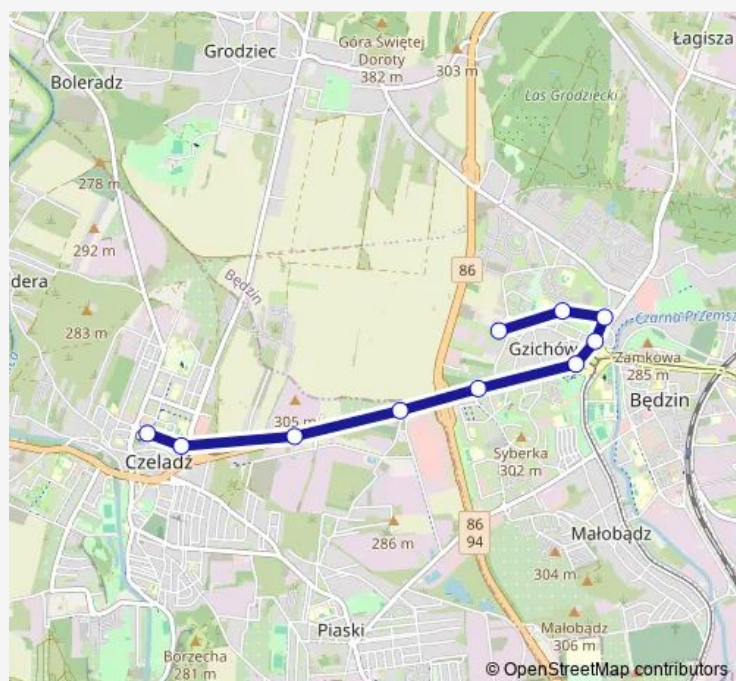 Grodziec
Góra Świętej
Doroty
382 m
303 m
Łagisza
Boleradz
Las Grodziecki
278 m
292 m
86
Będzin
dera
283 m
Czarna Przemsz
Gzichów
Zamkowa
285 m
305 m
Będzin
Czeladź
Syberka
302 m
86
94
286 m
Małobądz
304 m
Piaski
Małobądz
306 m
Borzecha
281 m
© OpenStreetMap contributors